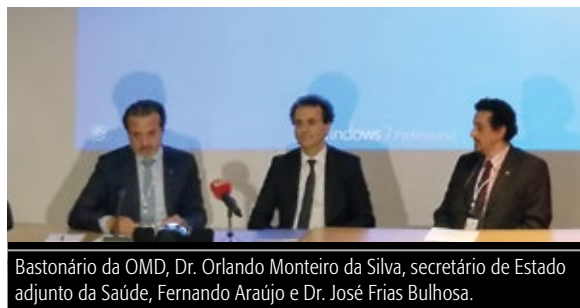 Windows 7 Professional
Bastonário da OMD, Dr. Orlando Monteiro da Silva, secretário de Estado
adjunto da Saúde, Fernando Araújo e Dr. José Frias Bulhosa.